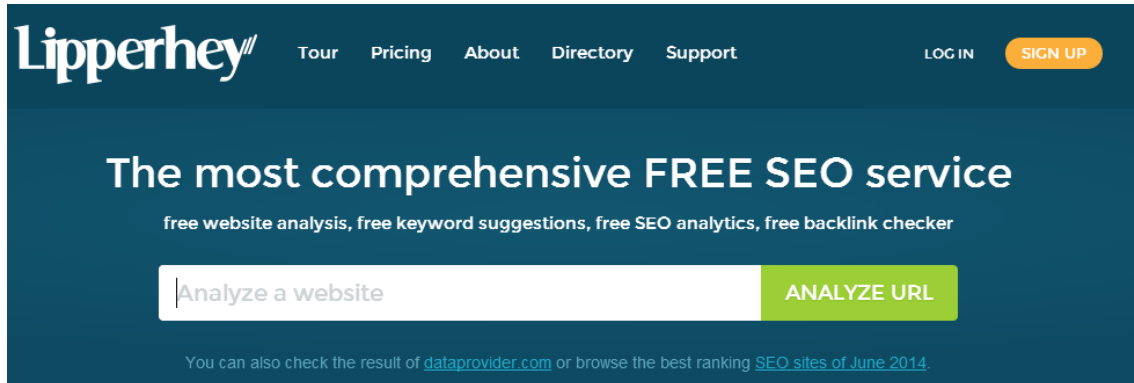 Lipperhey Tour Pricing About Directory Support LOG IN SIGN UP
The most comprehensive FREE SEO service
free website analysis, free keyword suggestions, free SEO analytics, free backlink checker
Analyze a website ANALYZE URL
You can also check the result of dataprovider.com or browse the best ranking SEO sites of June 2014.